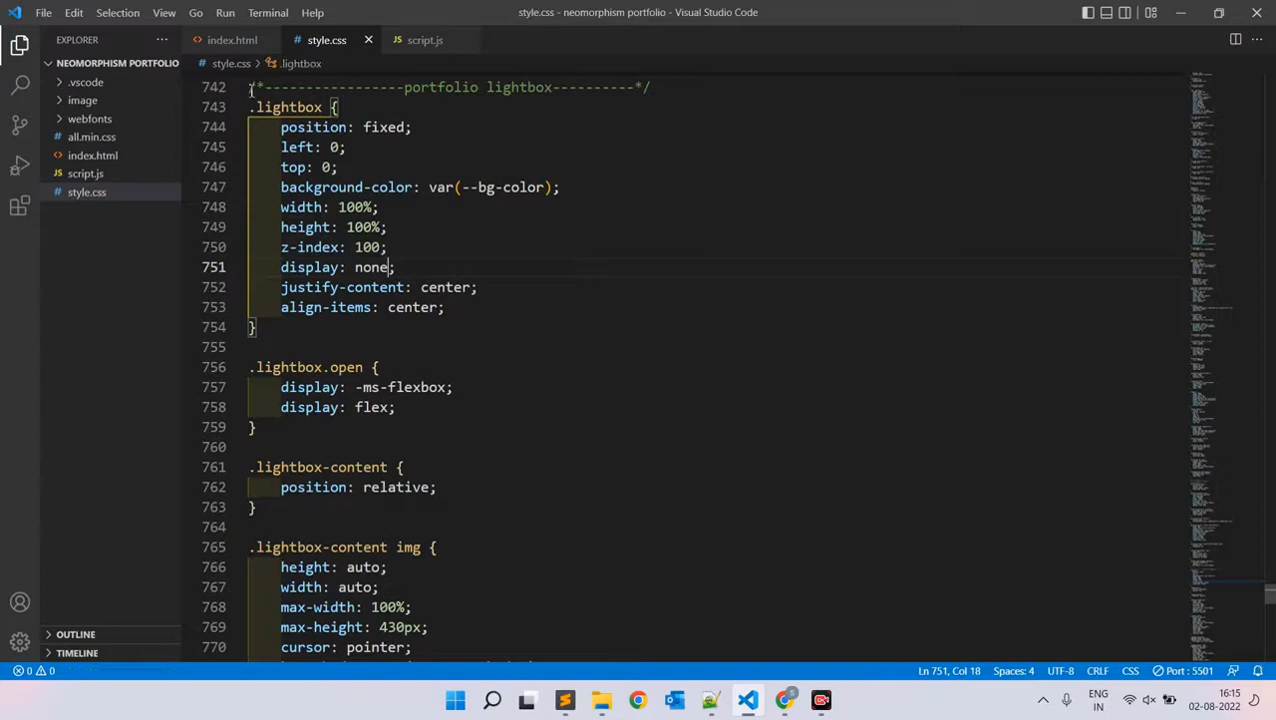 File Edit Selection View Go Run Terminal Help
style.css - neomorphism portfolio - Visual Studio Code
EXPLORER
NEOMORPHISM PORTFOLIO
.vscode
image
webfonts
all.min.css
index.html
script.js
style.css
OUTLINE
TIMELINE
index.html style.css script.js
style.css > .lightbox
742 /*-----------------portfolio lightbox----------*/
743 .lightbox {
744 position: fixed;
745 left: 0;
746 top: 0;
747 background-color: var(--bg-color);
748 width: 100%;
749 height: 100%;
750 z-index: 100;
751 display: none;
752 justify-content: center;
753 align-items: center;
754 }
755
756 .lightbox.open {
757 display: -ms-flexbox;
758 display: flex;
759 }
760
761 .lightbox-content {
762 position: relative;
763 }
764
765 .lightbox-content img {
766 height: auto;
767 width: auto;
768 max-width: 100%;
769 max-height: 430px;
770 cursor: pointer;
0 0 Ln 751, Col 18 Spaces: 4 UTF-8 CRLF CSS Port : 5501
ENG
IN
15:15
02-08-2022